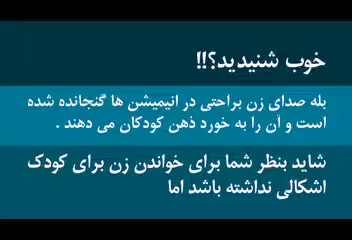 خوب شنیدید؟!!
بله صدای زن براحتی در انیمیشن ها گنجانده شده
است و آن را به خورد ذهن کودکان می دهند .
شاید بنظر شما برای خواندن زن برای کودک
اشکالی نداشته باشد اما